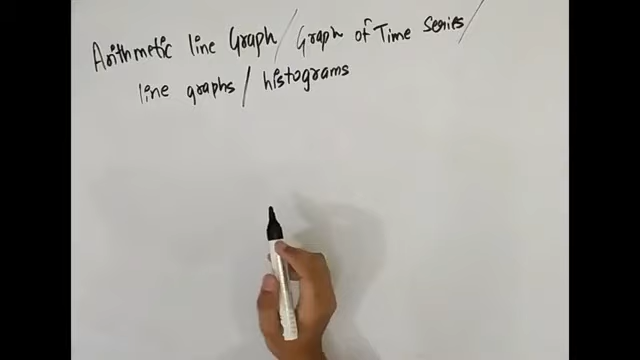 Arithmetic line Graph / Graph of Time Series /
line graphs / histograms